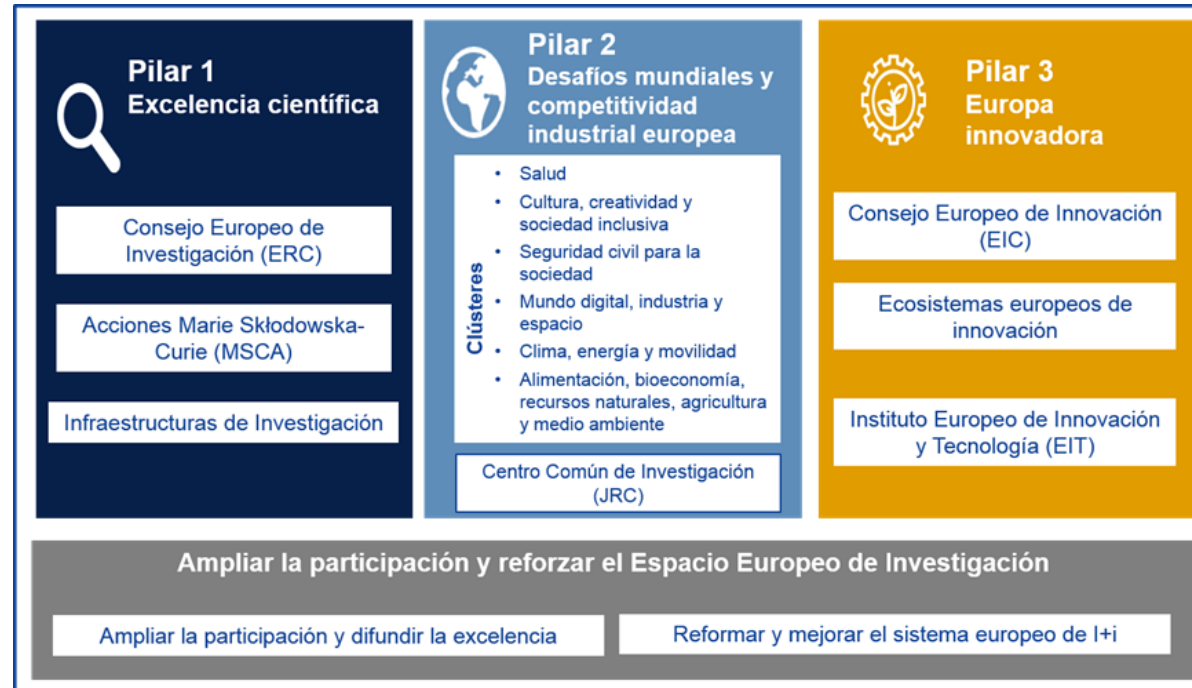 Pilar 1
Excelencia científica
Consejo Europeo de
Investigación (ERC)
Acciones Marie Skłodowska-
Curie (MSCA)
Infraestructuras de Investigación
Pilar 2
Desafíos mundiales y
competitividad
industrial europea
Clústeres
• Salud
• Cultura, creatividad y
sociedad inclusiva
• Seguridad civil para la
sociedad
• Mundo digital, industria y
espacio
• Clima, energía y movilidad
• Alimentación, bioeconomía,
recursos naturales, agricultura
y medio ambiente
Centro Común de Investigación
(JRC)
Pilar 3
Europa
innovadora
Consejo Europeo de Innovación
(EIC)
Ecosistemas europeos de
innovación
Instituto Europeo de Innovación
y Tecnología (EIT)
Ampliar la participación y reforzar el Espacio Europeo de Investigación
Ampliar la participación y difundir la excelencia
Reformar y mejorar el sistema europeo de I+i